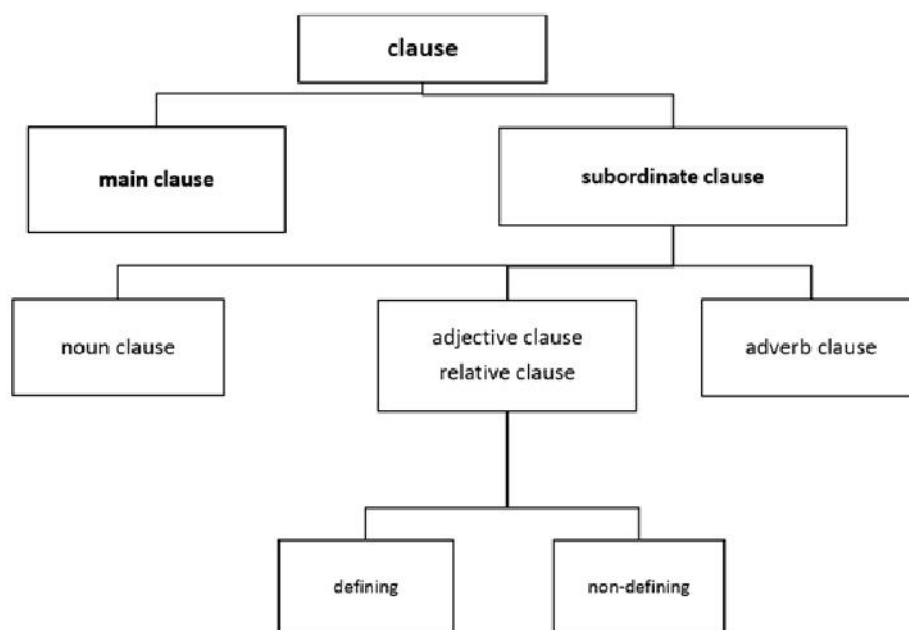 clause
main clause
subordinate clause
noun clause
adjective clause
relative clause
adverb clause
defining
non-defining